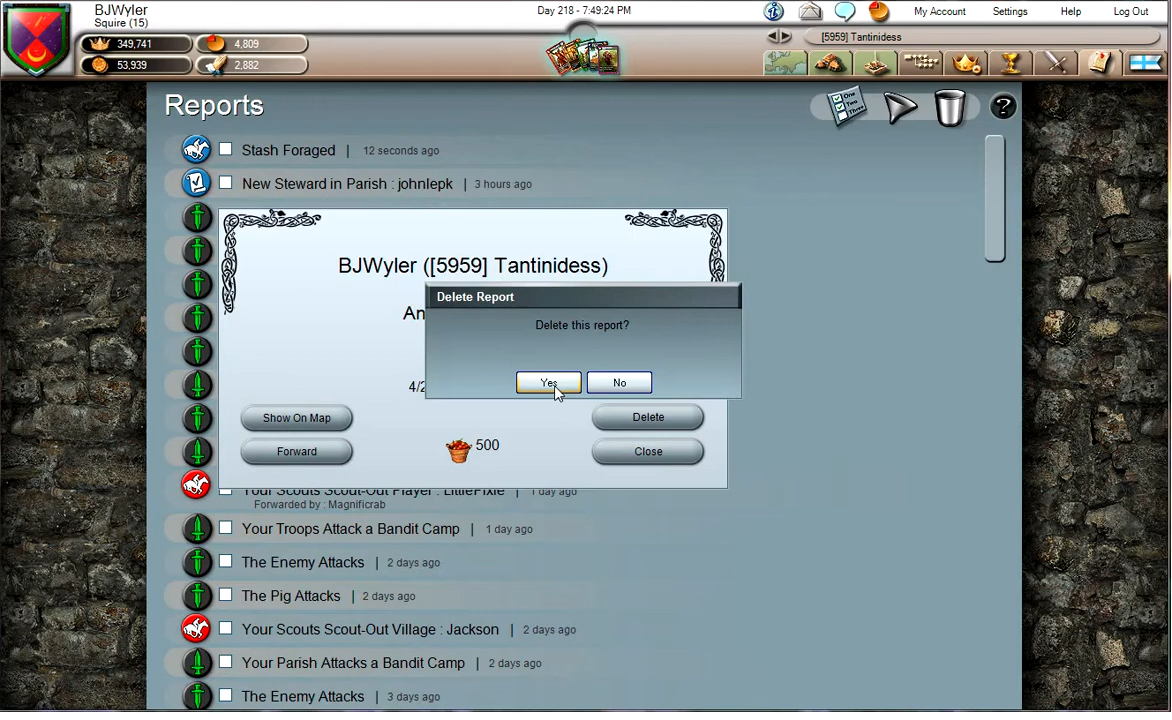 BJWyler
Squire (15)
349,741
4,809
53,939
2,882
Day 218 - 7:49:24 PM
My Account
Settings
Help
Log Out
[5959] Tantinidess
Reports
One
Two
Three
?
Stash Foraged | 12 seconds ago
New Steward in Parish : johnlepk | 3 hours ago
BJWyler ([5959] Tantinidess)
Delete Report
An
Delete this report?
4/2
Yes
No
Show On Map
Delete
Forward
500
Close
Your Scouts Scout-Out Player : LittlePixie | 1 day ago
Forwarded by : Magnificrab
Your Troops Attack a Bandit Camp | 1 day ago
The Enemy Attacks | 2 days ago
The Pig Attacks | 2 days ago
Your Scouts Scout-Out Village : Jackson | 2 days ago
Your Parish Attacks a Bandit Camp | 2 days ago
The Enemy Attacks | 3 days ago